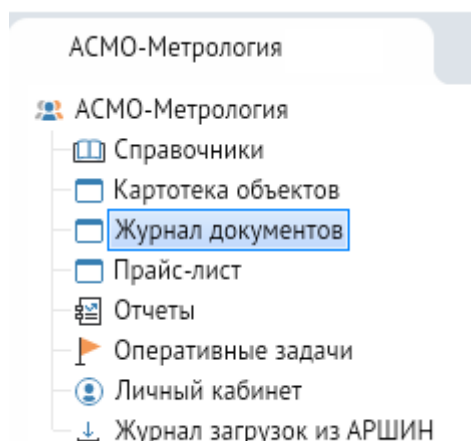 АСМО-Метрология
АСМО-Метрология
Справочники
Картотека объектов
Журнал документов
Прайс-лист
Отчеты
Оперативные задачи
Личный кабинет
Журнал загрузок из АРШИН